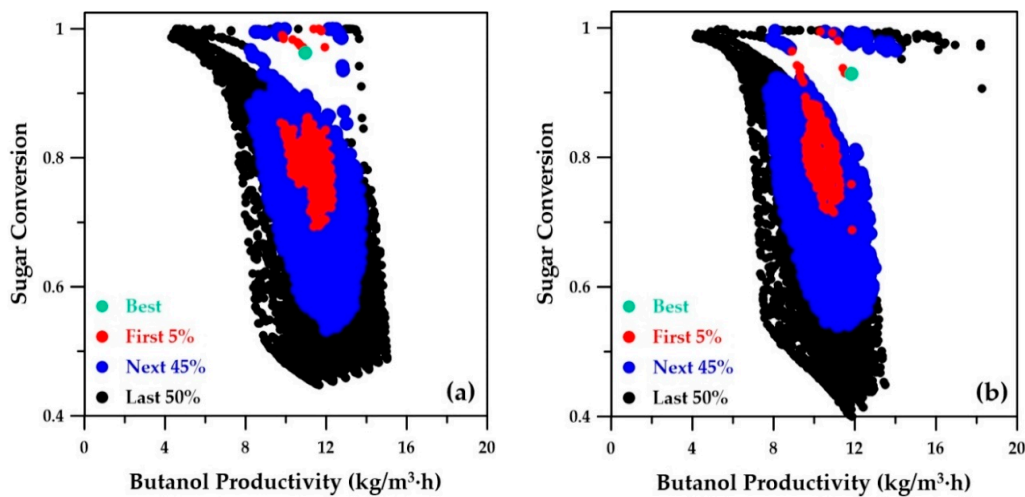 1
0.8
0.6
0.4
Sugar Conversion
Best
First 5%
Next 45%
Last 50%
(a)
0 4 8 12 16 20
Butanol Productivity (kg/m³·h)
1
0.8
0.6
0.4
Sugar Conversion
Best
First 5%
Next 45%
Last 50%
(b)
0 4 8 12 16 20
Butanol Productivity (kg/m³·h)